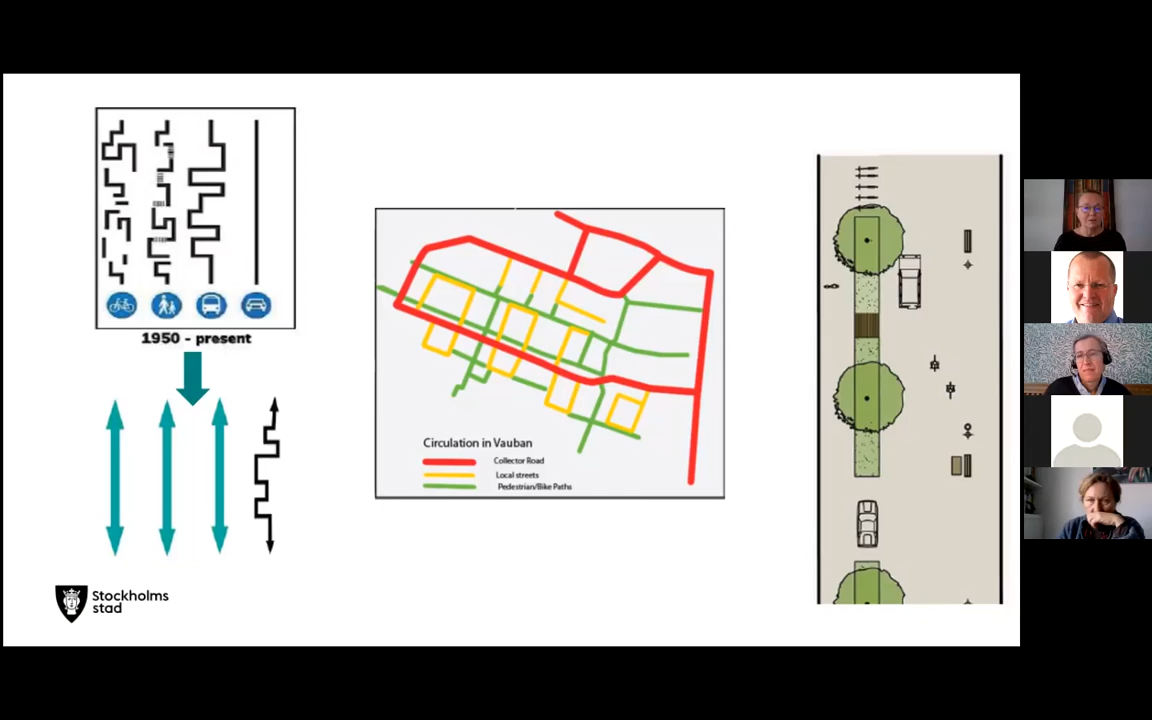 1950 - present
Circulation in Vauban
Collector Road
Local streets
Pedestrian/Bike Paths
Stockholms
stad